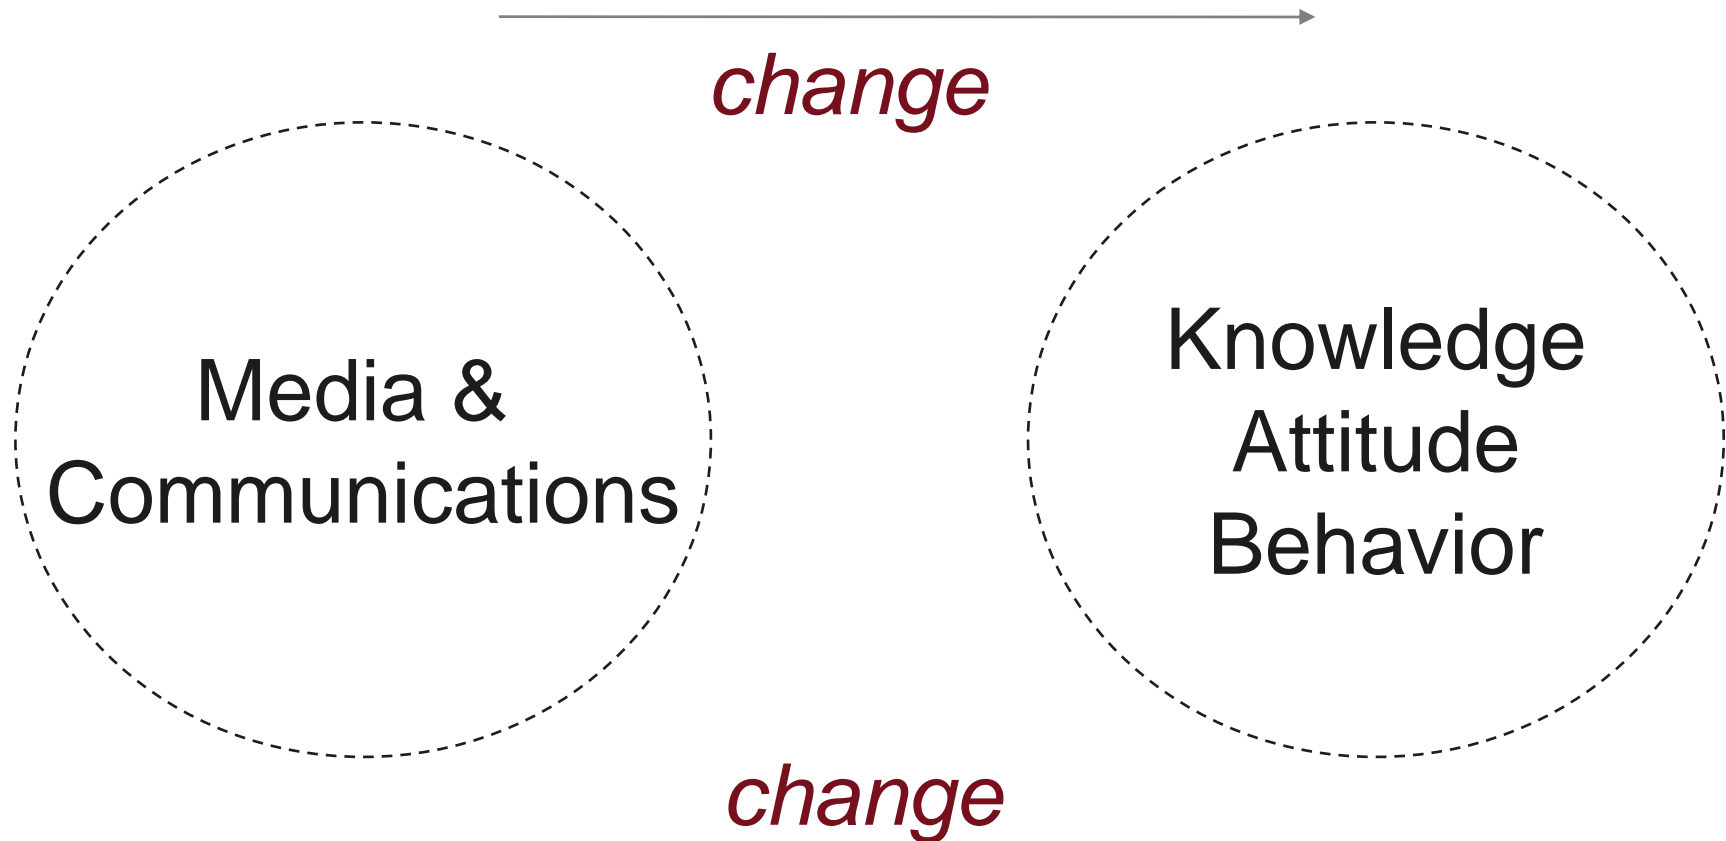 change
Media &
Communications
Knowledge
Attitude
Behavior
change